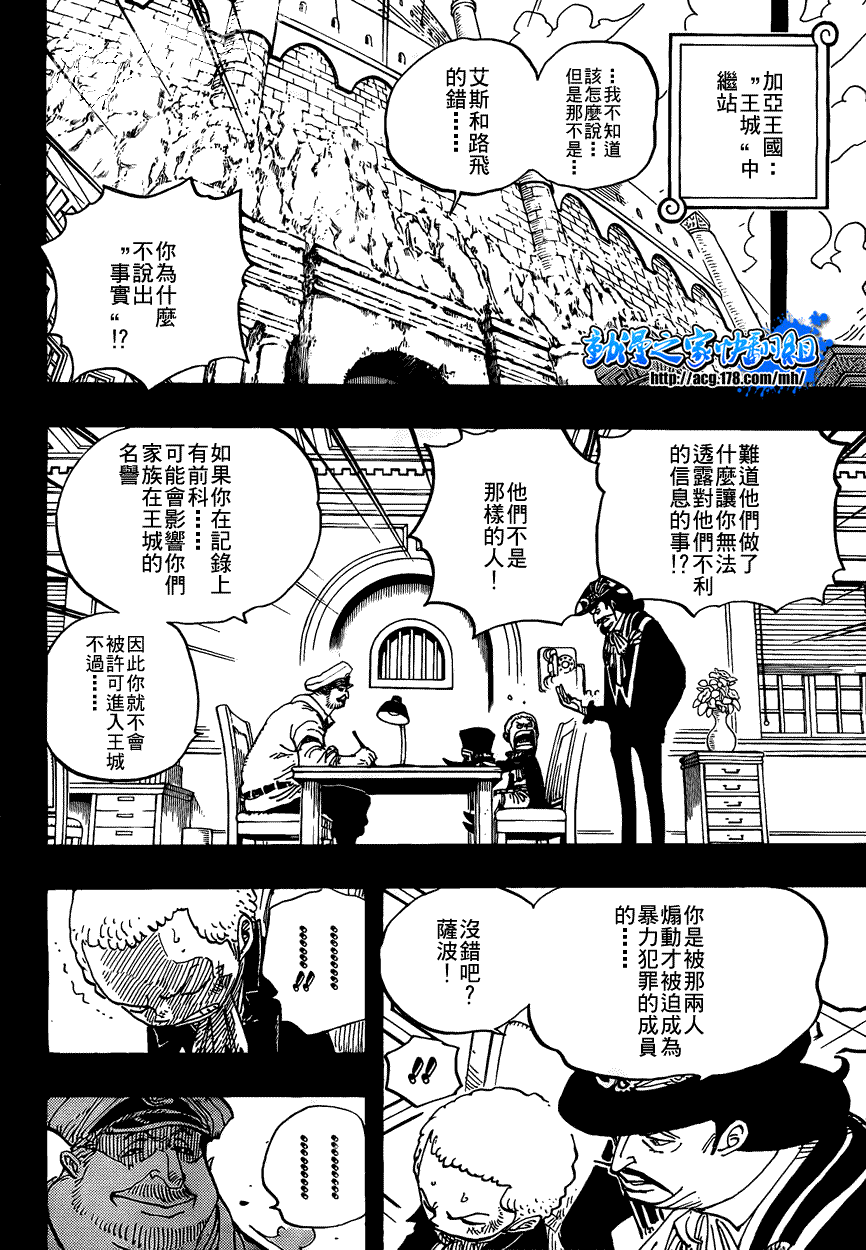 加亞王國：
”王城“中
繼站
…我不知道
該怎麼說…
但是那不是…
艾斯和路飛
的錯……
你為什麼
不說出
”事實“!?
動漫之家快翻組
http://acg.178.com/mh/
難道他們做了
什麼讓你無法
透露對他們不利
的信息的事!?
他們不是
那樣的人！
如果你在記錄上
有前科……
可能會影響你們
家族在王城的
名譽
因此你就不會
被許可進入王城
不過……
你是被那兩人
煽動才被迫成為
暴力犯罪的成員
的……
沒錯吧？
薩波！
!!
………
………!!
………
………